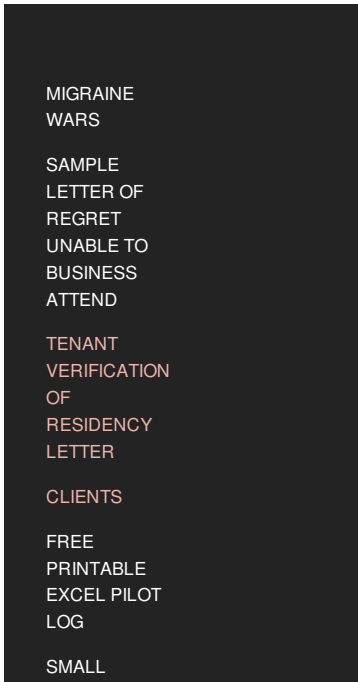 MIGRAINE
WARS
SAMPLE
LETTER OF
REGRET
UNABLE TO
BUSINESS
ATTEND
TENANT
VERIFICATION
OF
RESIDENCY
LETTER
CLIENTS
FREE
PRINTABLE
EXCEL PILOT
LOG
SMALL